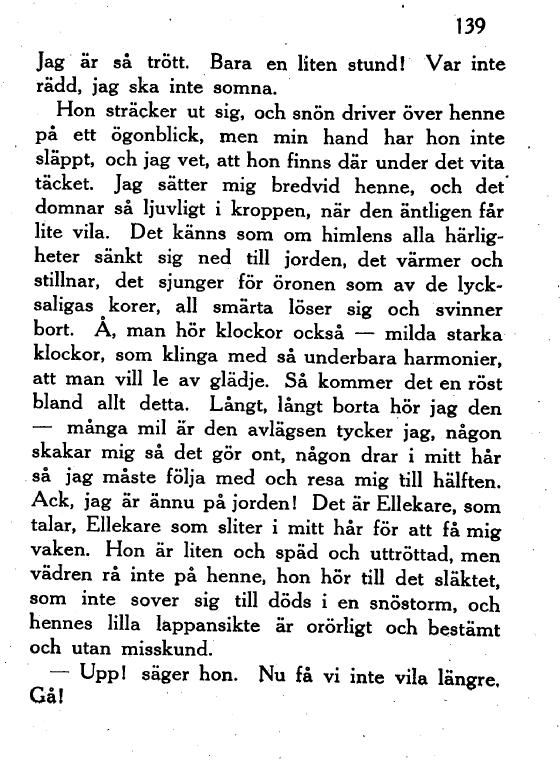 139
Jag är så trött. Bara en liten stund! Var inte
rädd, jag ska inte somna.
Hon sträcker ut sig, och snön driver över henne
på ett ögonblick, men min hand har hon inte
släppt, och jag vet, att hon finns där under det vita
täcket. Jag sätter mig bredvid henne, och det
domnar så ljuvligt i kroppen, när den äntligen får
lite vila. Det känns som om himlens alla härlig-
heter sänkt sig ned till jorden, det värmer och
stillnar, det sjunger för öronen som av de lyck-
saligas korer, all smärta löser sig och svinner
bort. Å, man hör klockor också — milda starka
klockor, som klinga med så underbara harmonier,
att man vill le av glädje. Så kommer det en röst
bland allt detta. Långt, långt borta hör jag den
— många mil är den avlägsen tycker jag, någon
skakar mig så det gör ont, någon drar i mitt hår
så jag måste följa med och resa mig till hälften.
Ack, jag är ännu på jorden! Det är Ellekare, som
talar, Ellekare som sliter i mitt hår för att få mig
vaken. Hon är liten och späd och uttröttad, men
vädren rå inte på henne, hon hör till det släktet,
som inte sover sig till döds i en snöstorm, och
hennes lilla lappansikte är orörligt och bestämt
och utan misskund.
— Upp! säger hon. Nu få vi inte vila längre.
Gå!